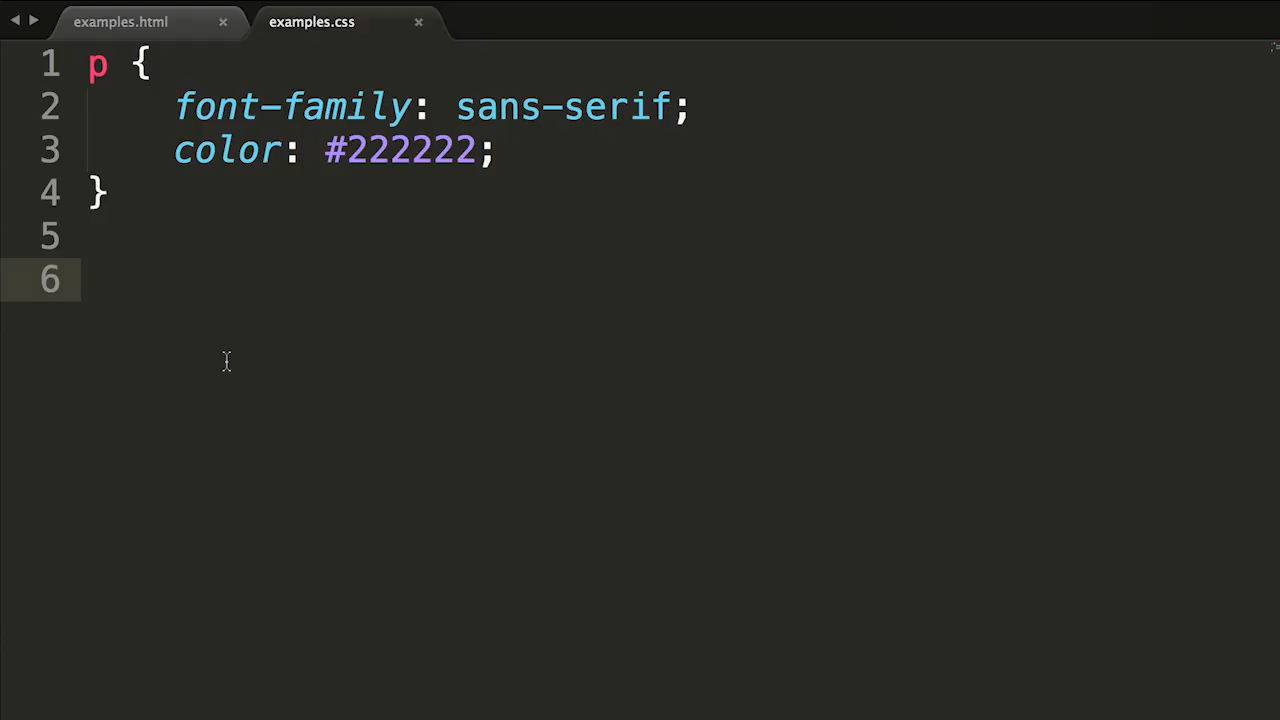 examples.html × examples.css ×
1 p {
2 font-family: sans-serif;
3 color: #222222;
4 }
5
6